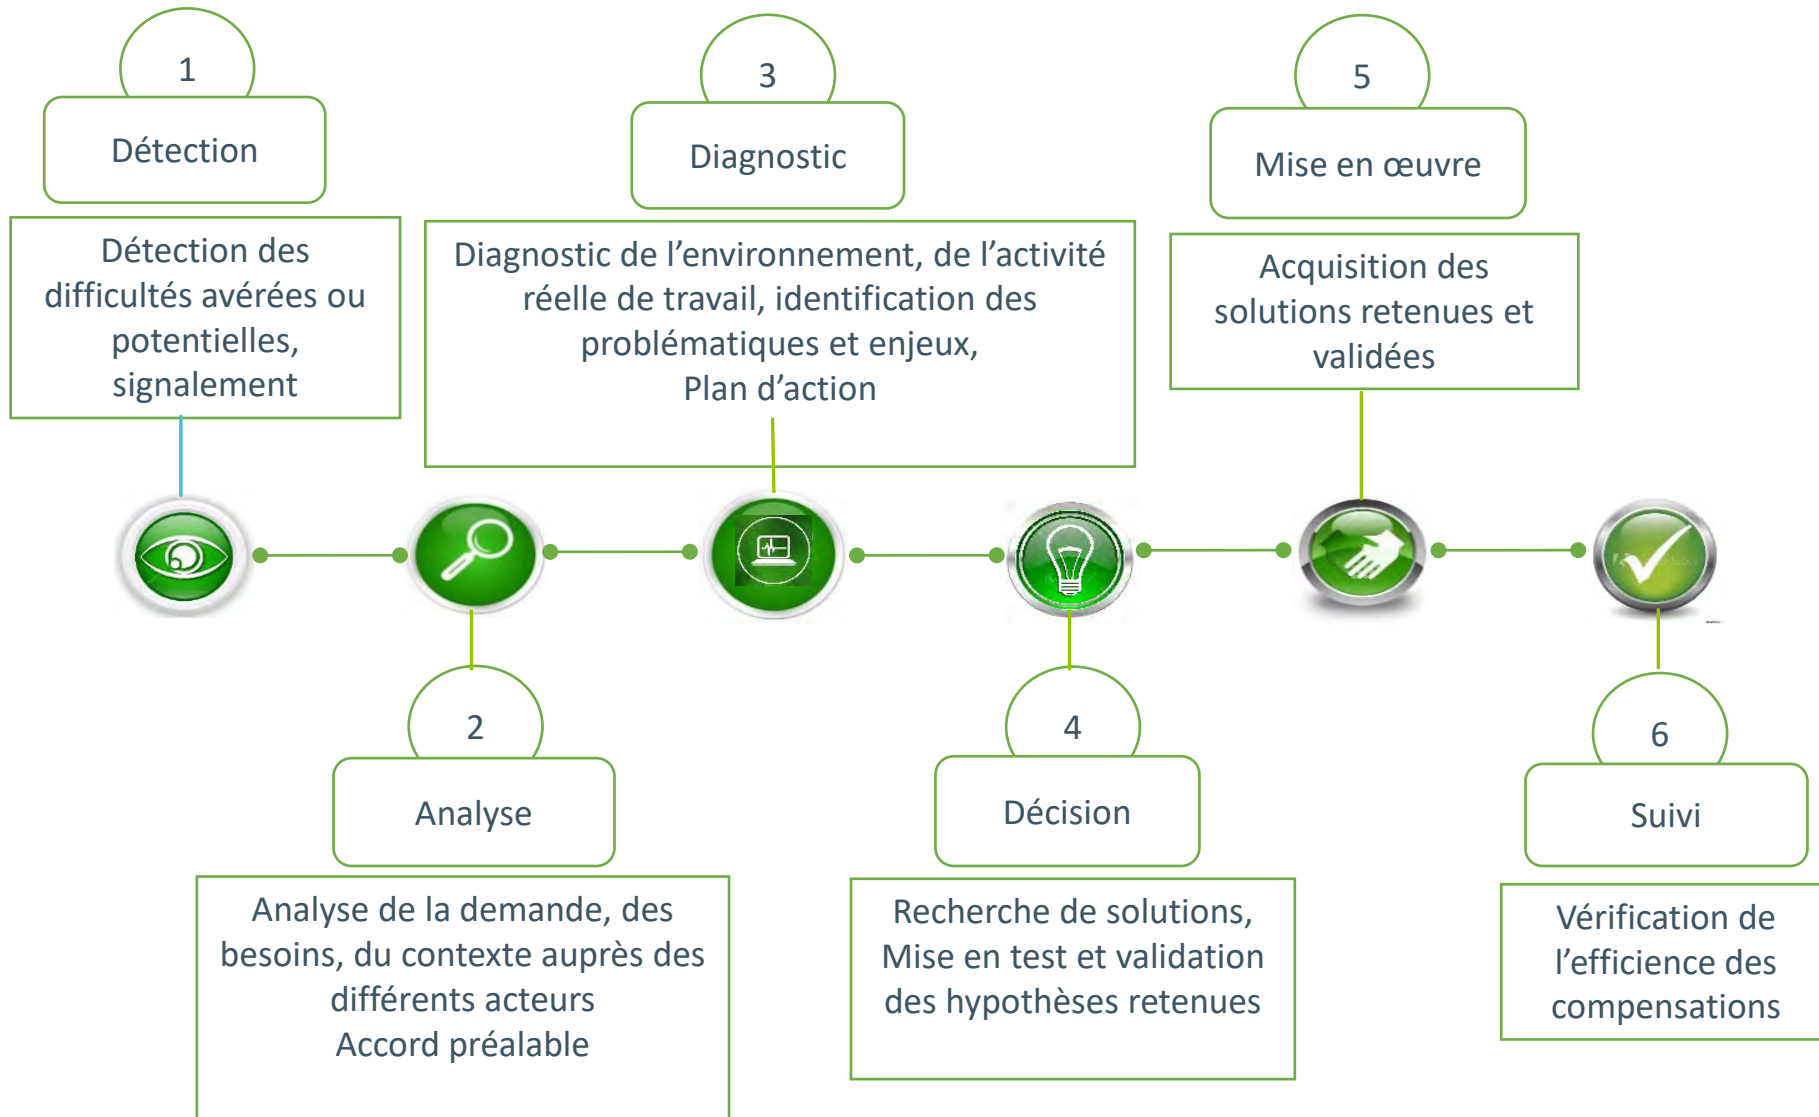 1
Détection
Détection des
difficultés avérées ou
potentielles,
signalement
2
Analyse
Analyse de la demande, des
besoins, du contexte auprès des
différents acteurs
Accord préalable
3
Diagnostic
Diagnostic de l’environnement, de l’activité
réelle de travail, identification des
problématiques et enjeux,
Plan d’action
4
Décision
Recherche de solutions,
Mise en test et validation
des hypothèses retenues
5
Mise en œuvre
Acquisition des
solutions retenues et
validées
6
Suivi
Vérification de
l’efficience des
compensations